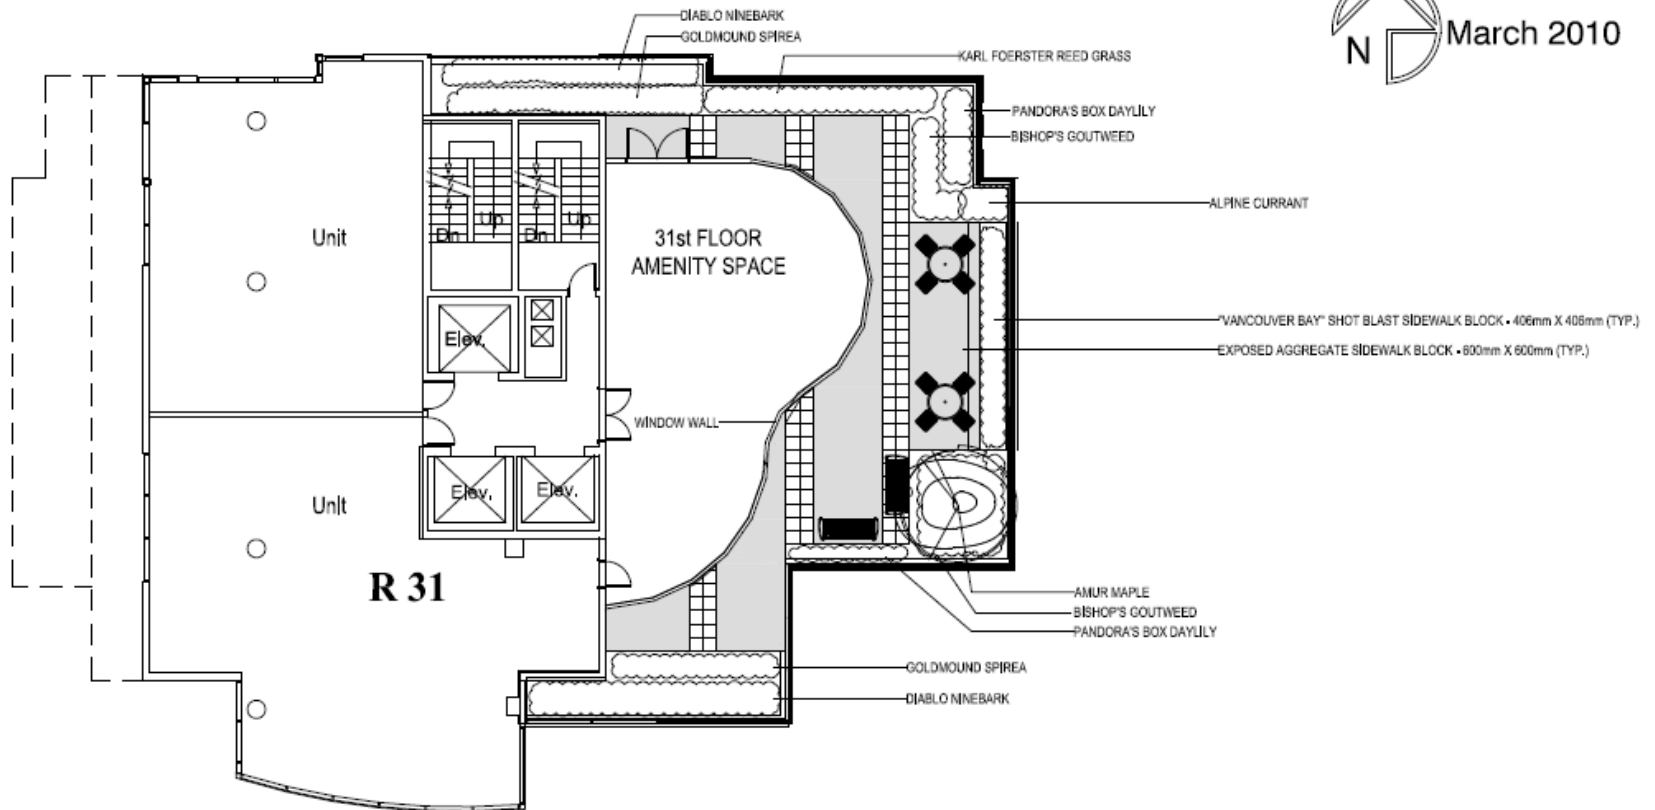 DIABLO NINEBARK
GOLDMOUND SPIREA
KARL FOERSTER REED GRASS
N
March 2010
PANDORA'S BOX DAYLILY
BISHOP'S GOUTWEED
ALPINE CURRANT
Up
Up
Dn
Dn
Unit
31st FLOOR
AMENITY SPACE
"VANCOUVER BAY" SHOT BLAST SIDEWALK BLOCK - 406mm X 406mm (TYP.)
Elev.
EXPOSED AGGREGATE SIDEWALK BLOCK - 600mm X 600mm (TYP.)
WINDOW WALL
Elev.
Elev.
Unit
R 31
AMUR MAPLE
BISHOP'S GOUTWEED
PANDORA'S BOX DAYLILY
GOLDMOUND SPIREA
DIABLO NINEBARK